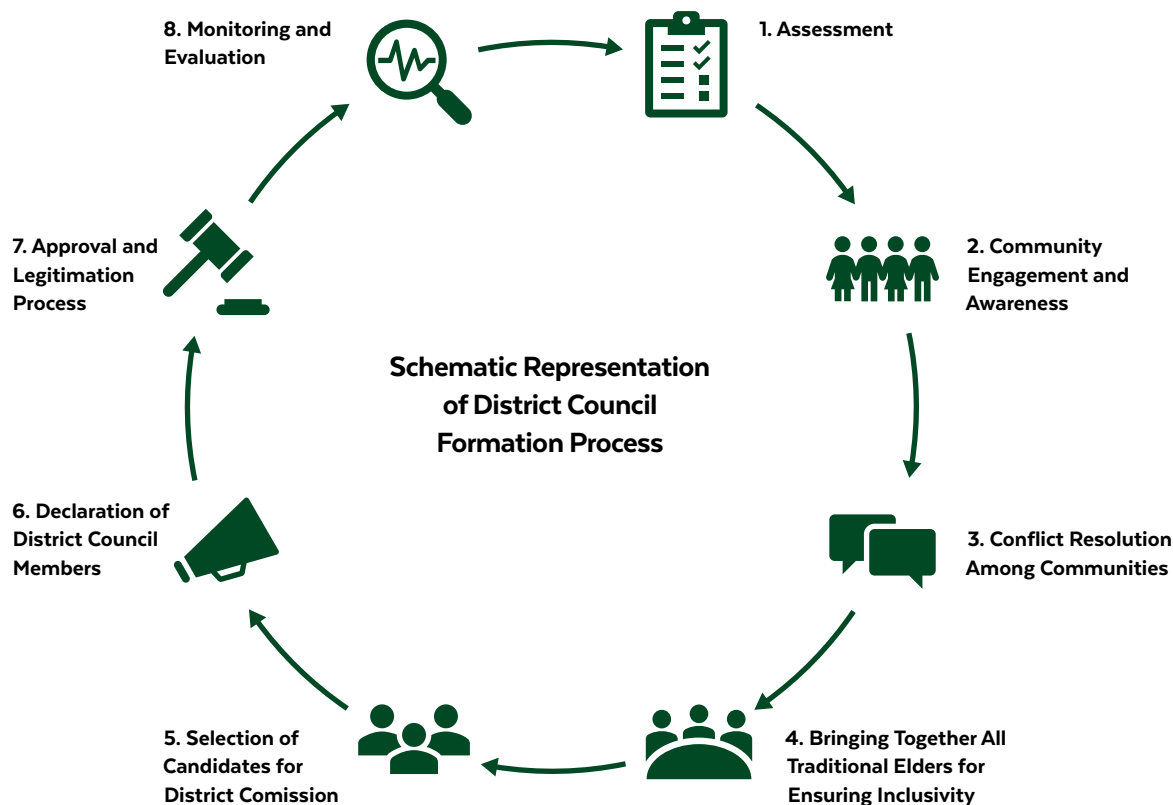 8. Monitoring and
Evaluation
1. Assessment
2. Community
Engagement and
Awareness
3. Conflict Resolution
Among Communities
4. Bringing Together All
Traditional Elders for
Ensuring Inclusivity
5. Selection of
Candidates for
District Comission
6. Declaration of
District Council
Members
7. Approval and
Legitimation
Process
Schematic Representation
of District Council
Formation Process